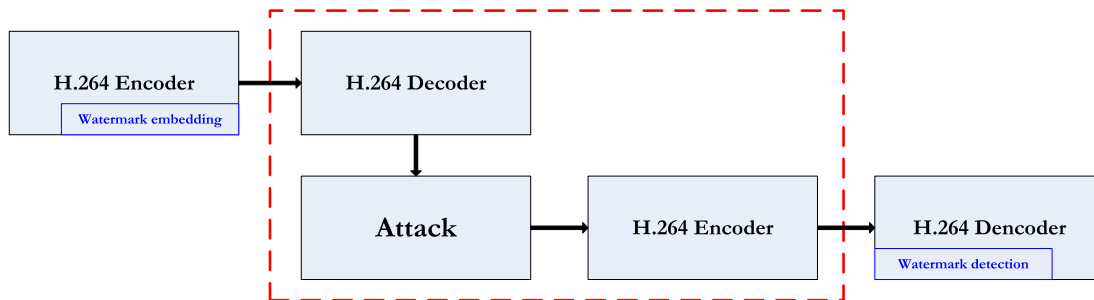 H.264 Encoder
Watermark embedding
H.264 Decoder
Attack
H.264 Encoder
H.264 Dencoder
Watermark detection